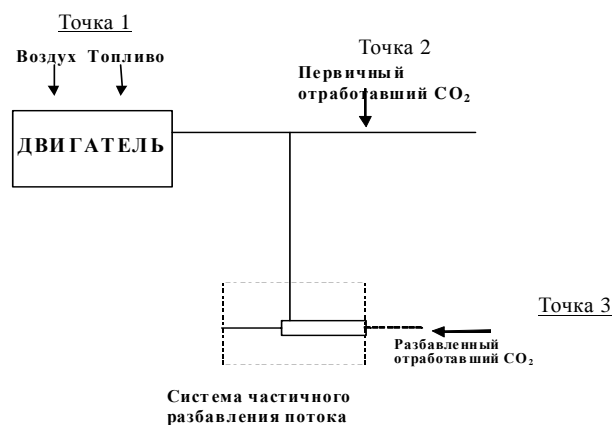 Точка 1
Воздух Топливо
Точка 2
Первичный
отработавший CO₂
ДВИГАТЕЛЬ
Точка 3
Разбавленный
отработавший CO₂
Система частичного
разбавления потока